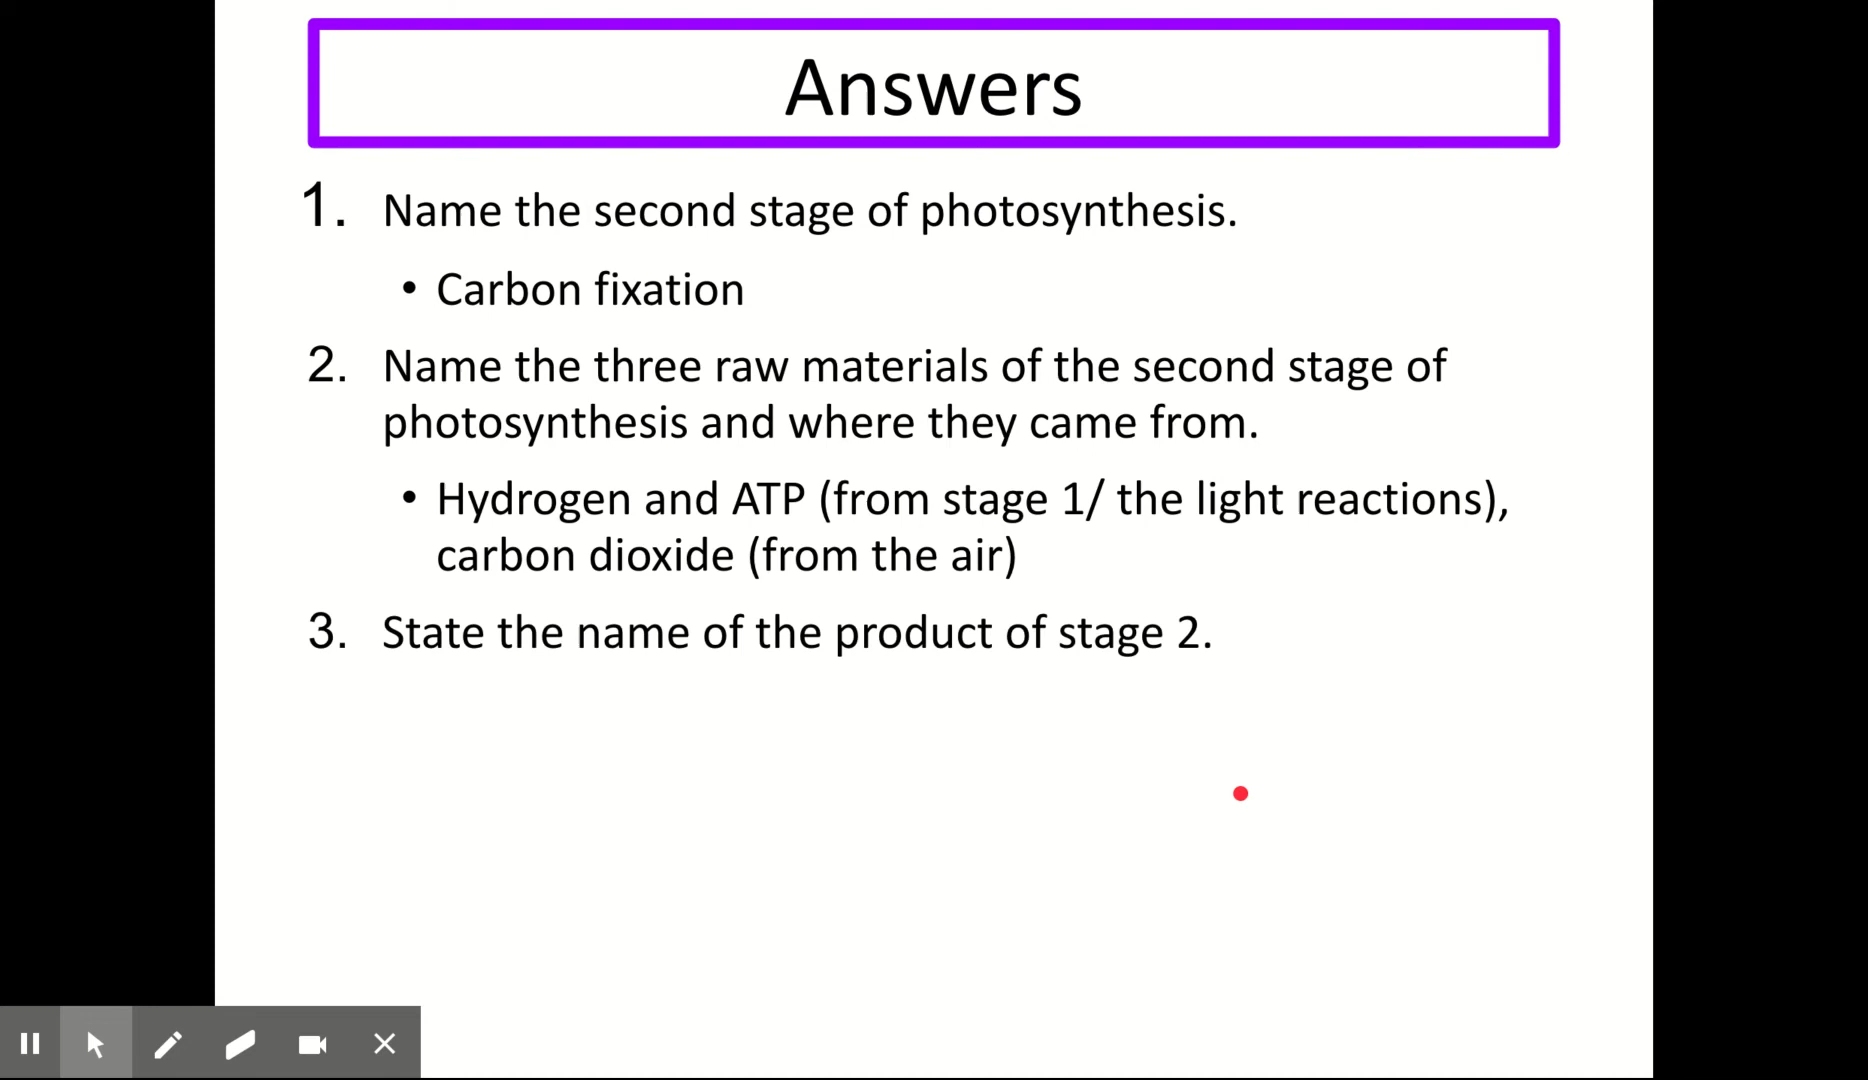 Answers
1. Name the second stage of photosynthesis.
• Carbon fixation
2. Name the three raw materials of the second stage of
photosynthesis and where they came from.
• Hydrogen and ATP (from stage 1/ the light reactions),
carbon dioxide (from the air)
3. State the name of the product of stage 2.